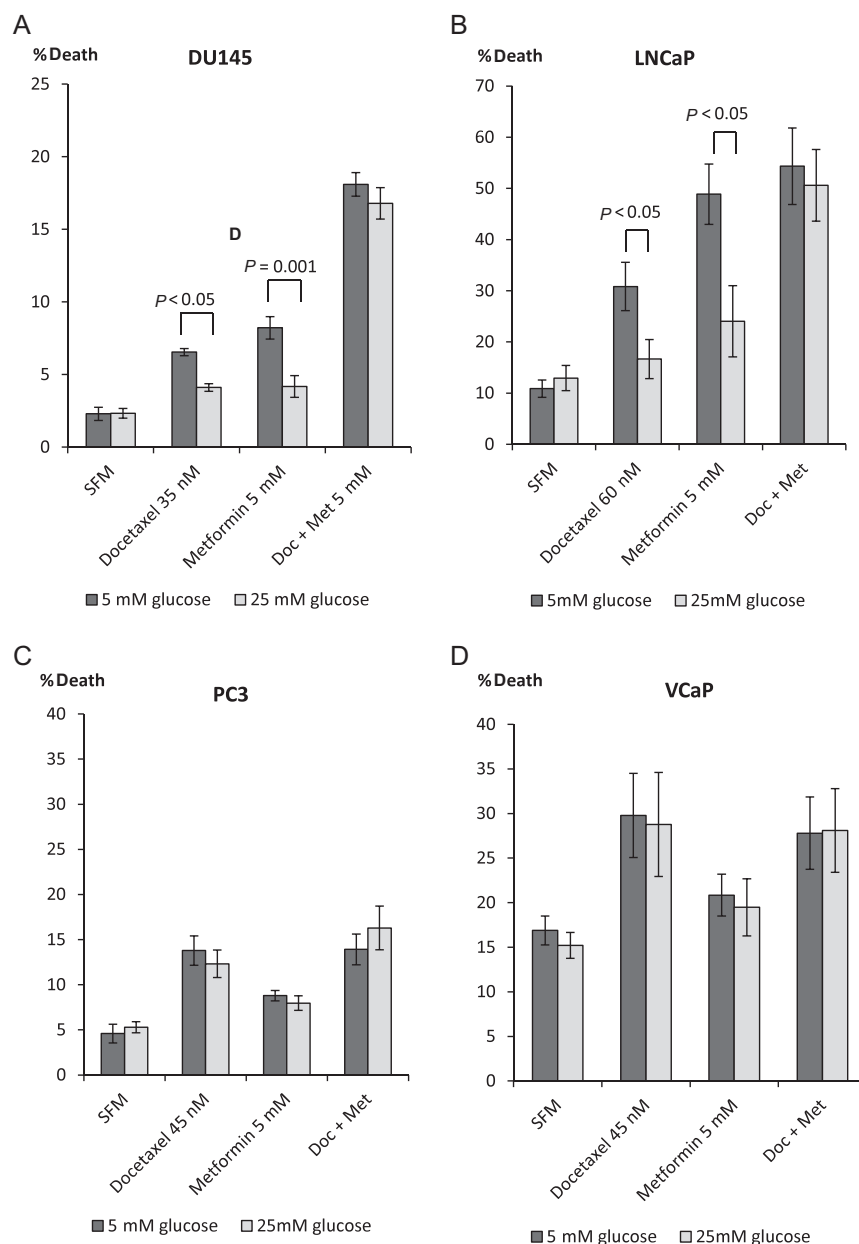 A
% Death
DU145
25
20
15
10
5
0
D
P < 0.05
P = 0.001
SFM
Docetaxel 35 nM
Metformin 5 mM
Doc + Met 5 mM
5 mM glucose
25 mM glucose
B
% Death
LNCaP
70
60
50
40
30
20
10
0
P < 0.05
P < 0.05
SFM
Docetaxel 60 nM
Metformin 5 mM
Doc + Met
5mM glucose
25mM glucose
C
% Death
PC3
40
35
30
25
20
15
10
5
0
SFM
Docetaxel 45 nM
Metformin 5 mM
Doc + Met
5 mM glucose
25mM glucose
D
% Death
VCaP
40
35
30
25
20
15
10
5
0
SFM
Docetaxel 45 nM
Metformin 5 mM
Doc + Met
5 mM glucose
25mM glucose